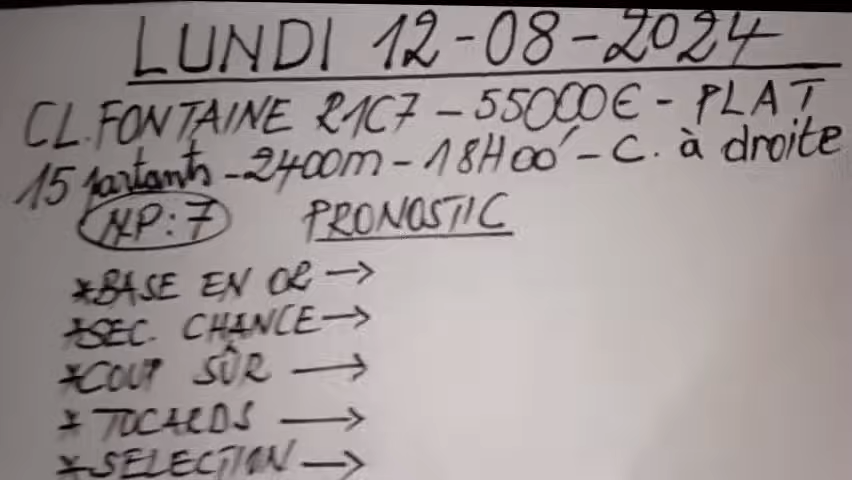 LUNDI 12-08-2024
CL.FONTAINE R1C7 - 55000€ - PLAT
15 partants - 2400m - 18H00' - C. à droite
NP: 7 PRONOSTIC
*BASE EN OR →
*SEC. CHANCE →
*COUP SÛR →
* TOCARDS →
*SELECTION →